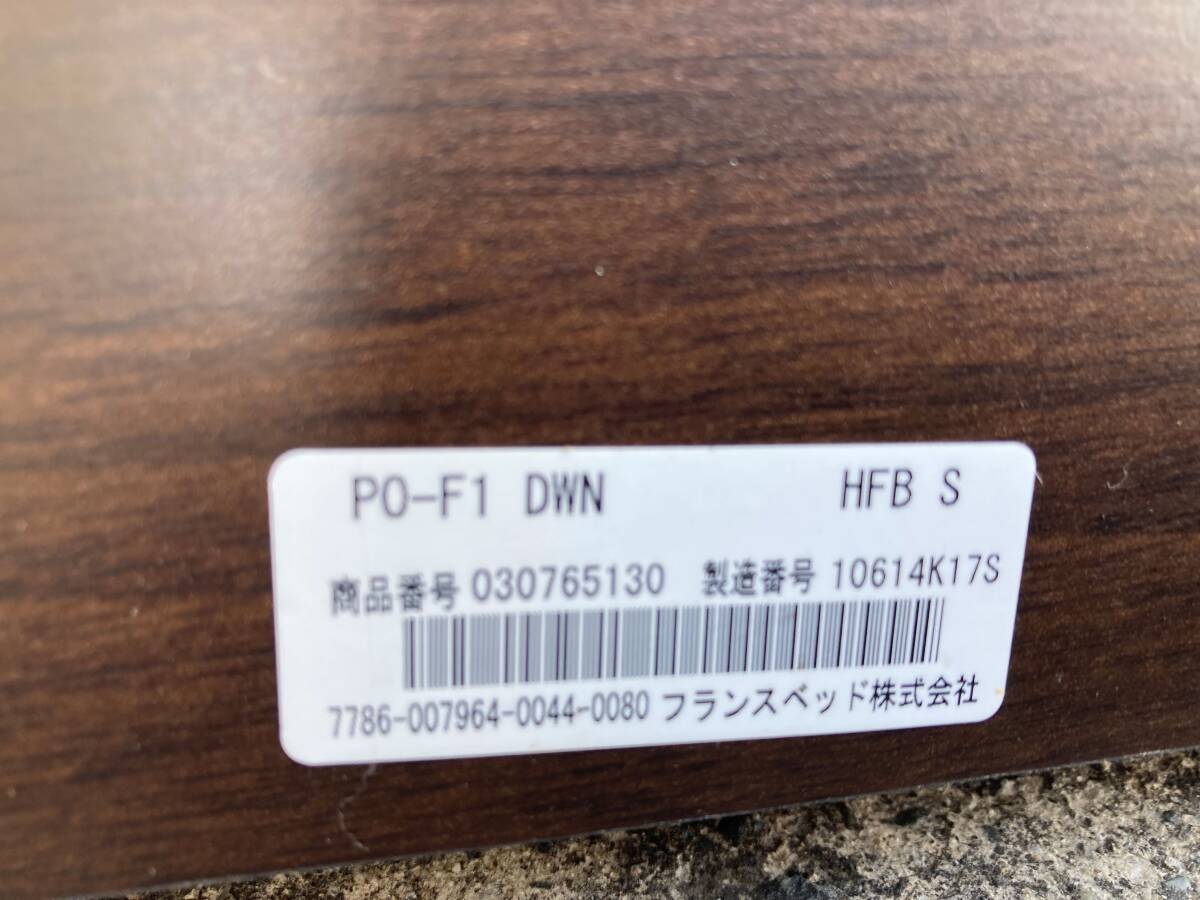 PO-F1 DWN HFB S
商品番号 030765130 製造番号 10614K17S
7786-007964-0044-0080 フランスベッド株式会社